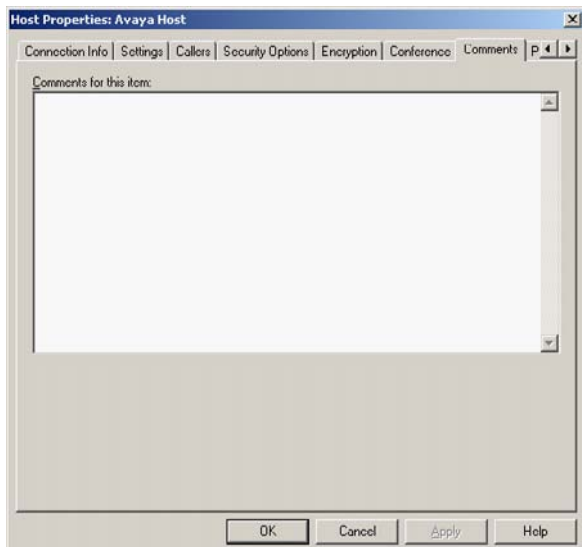 Host Properties: Avaya Host
Connection Info Settings Callers Security Options Encryption Conference Comments P
Comments for this item:
OK Cancel Apply Help